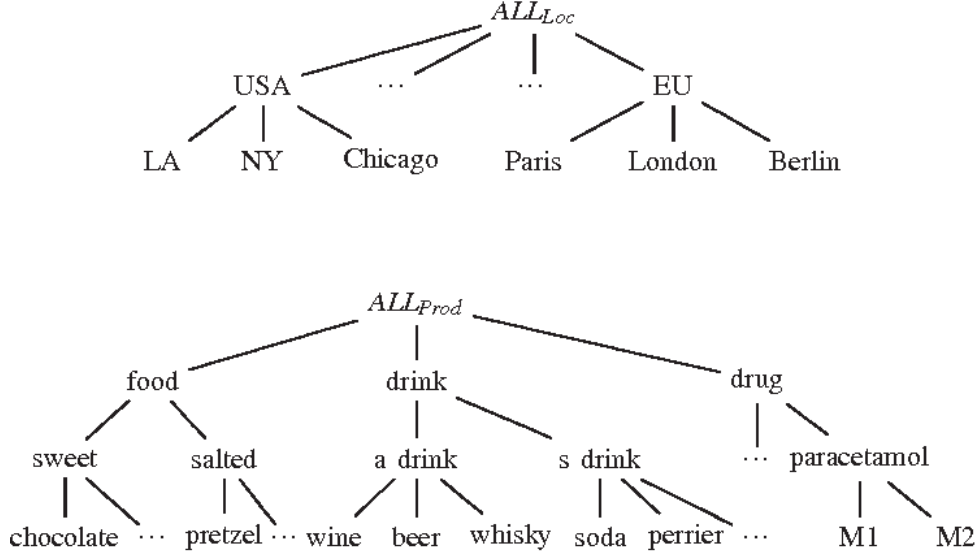 ALL_Loc
USA ... ... EU
LA NY Chicago Paris London Berlin
ALL_Prod
food drink drug
sweet salted a drink s drink ... paracetamol
chocolate ... pretzel ... wine beer whisky soda perrier ... M1 M2